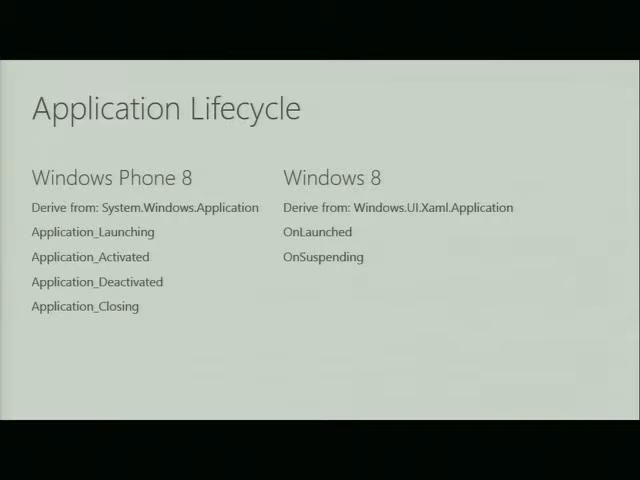 Application Lifecycle
Windows Phone 8
Derive from: System.Windows.Application
Application_Launching
Application_Activated
Application_Deactivated
Application_Closing
Windows 8
Derive from: Windows.UI.Xaml.Application
OnLaunched
OnSuspending